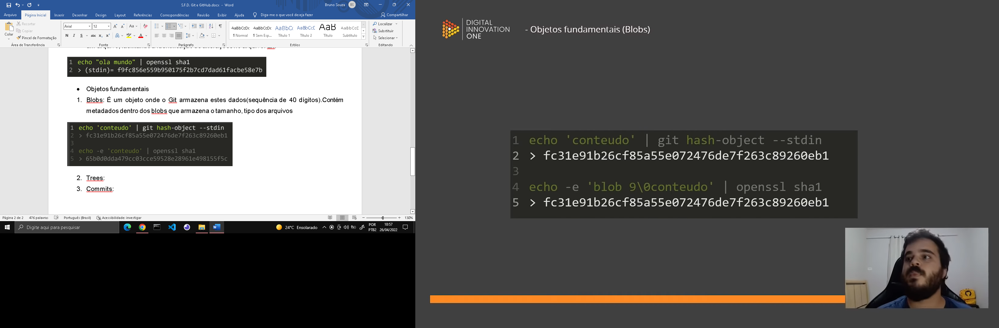 S.F.D. Git e GitHub.docx - Word
Bruno Souza
BS
Arquivo
Página Inicial
Inserir
Desenhar
Design
Layout
Referências
Correspondências
Revisão
Exibir
Ajuda
Diga-me o que você deseja fazer
Compartilhar
Colar
Recortar
Copiar
Pincel de Formatação
Área de Transferência
Arial
12
N I S abc x₂ x²
Fonte
Parágrafo
AaBbCcDc
¶ Normal
AaBbCcDc
¶ Sem Esp...
AaBbCc
Título 1
AaBbCcD
Título 2
AaB
Título
AaBbCcD
Subtítulo
Estilos
Localizar
Substituir
Selecionar
Editando
1 echo "ola mundo" | openssl sha1
2 > (stdin)= f9fc856e559b950175f2b7cd7dad61facbe58e7b
• Objetos fundamentais
1. Blobs: É um objeto onde o Git armazena estes dados(sequência de 40 dígitos).Contém
metadados dentro dos blobs que armazena o tamanho, tipo dos arquivos
1 echo 'conteudo' | git hash-object --stdin
2 > fc31e91b26cf85a55e072476de7f263c89260eb1
3
4 echo -e 'conteudo' | openssl sha1
5 > 65b0d0dda479cc03cce59528e28961e498155f5c
2. Trees:
3. Commits:
Página 2 de 2
476 palavras
Português (Brasil)
Acessibilidade: investigar
130%
Digite aqui para pesquisar
24°C Ensolarado
POR
PTB2
10:57
26/04/2022
DIGITAL
INNOVATION
ONE
- Objetos fundamentais (Blobs)
1 echo 'conteudo' | git hash-object --stdin
2 > fc31e91b26cf85a55e072476de7f263c89260eb1
3
4 echo -e 'blob 9\0conteudo' | openssl sha1
5 > fc31e91b26cf85a55e072476de7f263c89260eb1